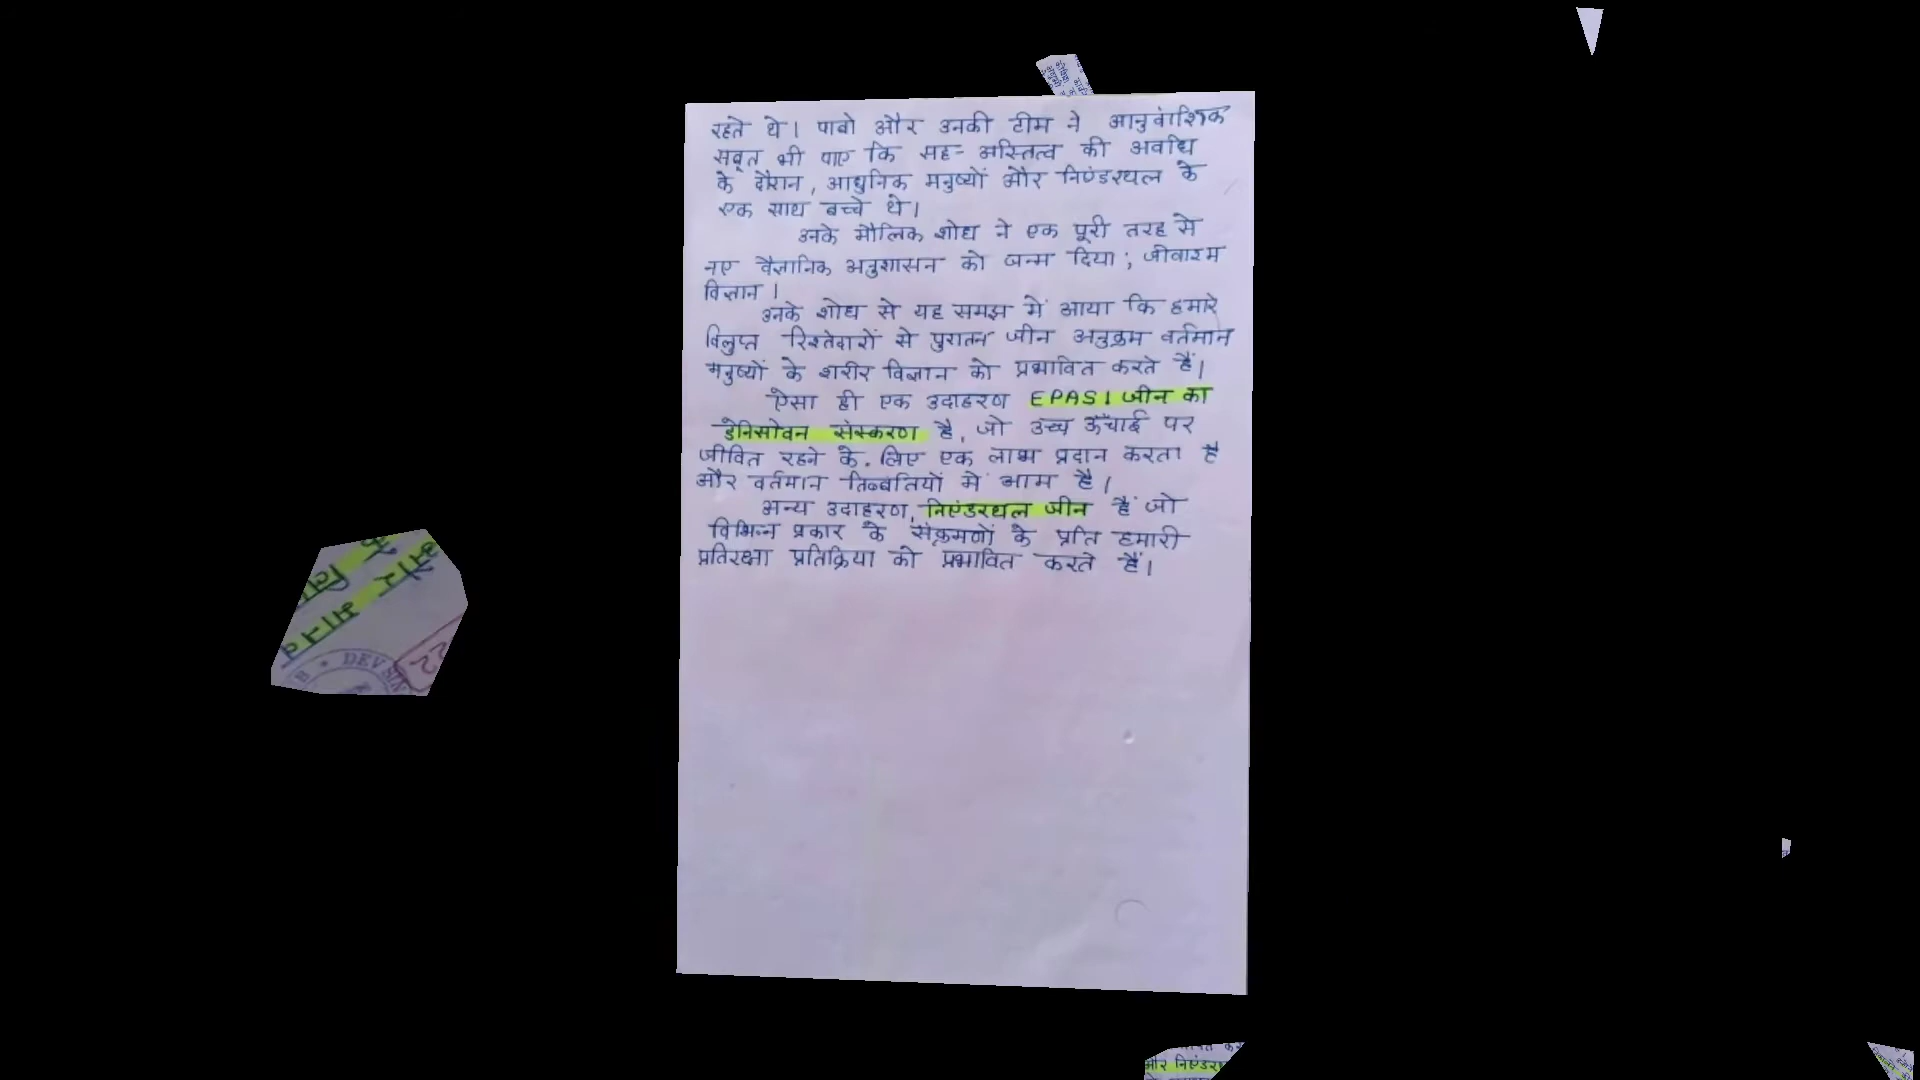 रहते थे। पाबो और उनकी टीम ने आनुवांशिक
सबूत भी पाए कि सह- अस्तित्व की अवधि
के दौरान, आधुनिक मनुष्यों और निएंडरथल के
एक साथ बच्चे थे।
उनके मौलिक शोध ने एक पूरी तरह से
नए वैज्ञानिक अनुशासन को जन्म दिया; जीवाश्म
विज्ञान।
उनके शोध से यह समझ में आया कि हमारे
विलुप्त रिश्तेदारों से पुरातन जीन अनुक्रम वर्तमान
मनुष्यों के शरीर विज्ञान को प्रभावित करते हैं।
ऐसा ही एक उदाहरण EPAS1 जीन का
डेनिसोवन संस्करण है, जो उच्च ऊँचाई पर
जीवित रहने के. लिए एक लाभ प्रदान करता है
और वर्तमान तिब्बतियों में आम है।
अन्य उदाहरण, निएंडरथल जीन हैं जो
विभिन्न प्रकार के संक्रमणों के प्रति हमारी
प्रतिरक्षा प्रतिक्रिया को प्रभावित करते हैं।
DEV
और निएंडर